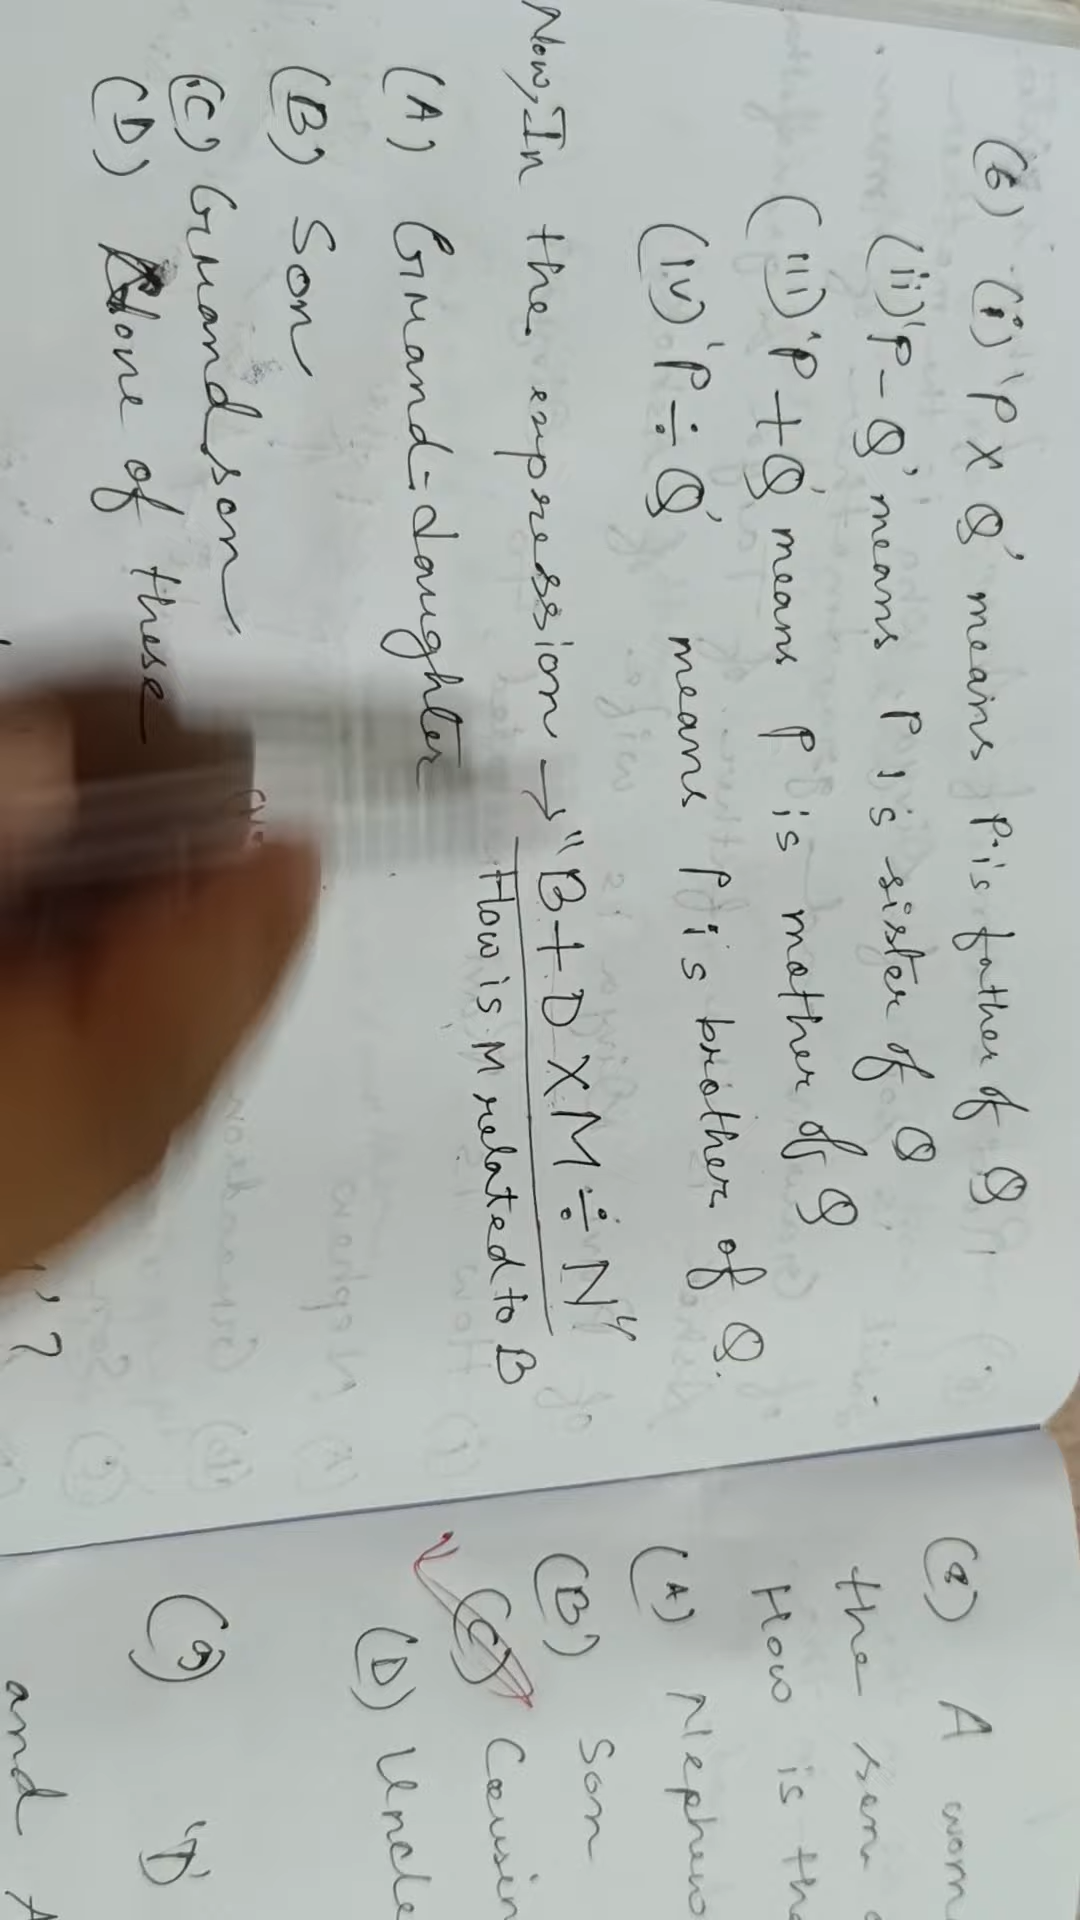 (6) (i) 'P × Q' means P is father of Q
(ii) 'P - Q' means P is sister of Q
(iii) 'P + Q' means P is mother of Q
(iv) 'P ÷ Q' means P is brother of Q.
Now, In the expression → "B + D × M ÷ N"
How is M related to B
(A) Grand-daughter
(B) Son
(C) Grandson
(D) None of these
, ?
(8) A
the son
How is
(A) Nephew
(B) Son
(C) Cousin
(D) Uncle
(9)
and